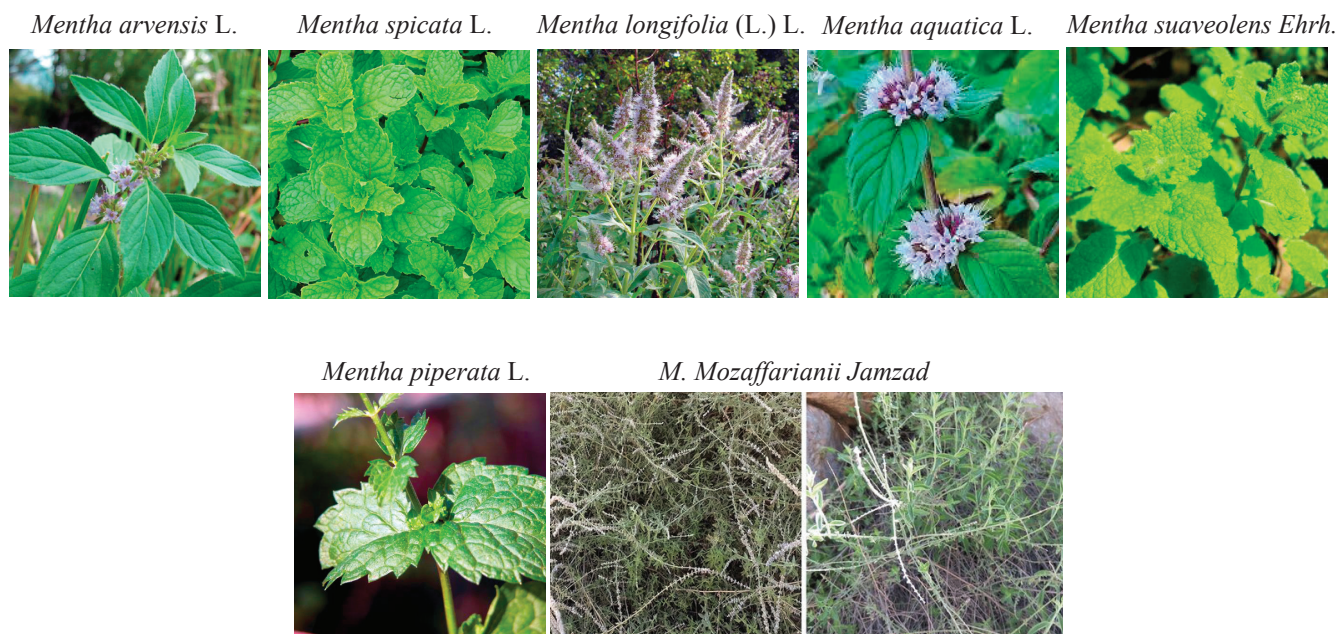 Mentha arvensis L.
Mentha spicata L.
Mentha longifolia (L.) L.
Mentha aquatica L.
Mentha suaveolens Ehrh.
Mentha piperata L.
M. Mozaffarianii Jamzad